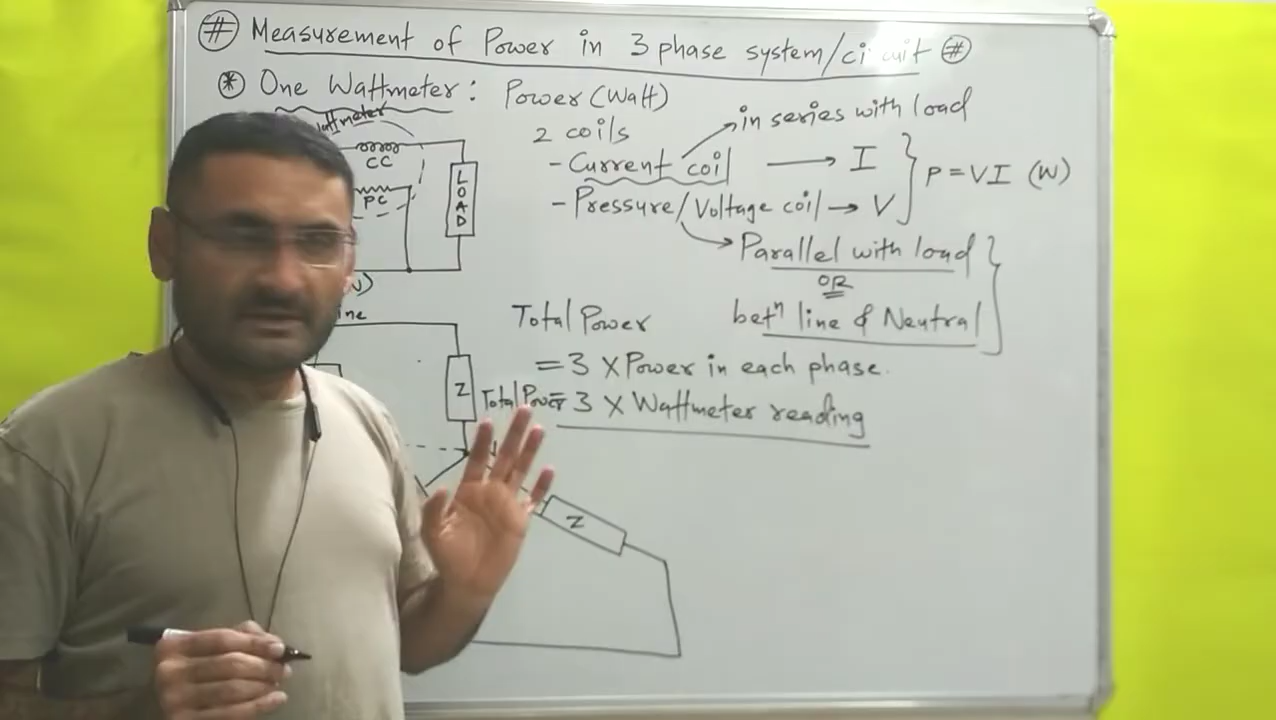 # Measurement of Power in 3 phase system/circuit #
* One Wattmeter: Power (Watt)
wattmeter
CC
PC
LOAD
2 coils
in series with load
- Current coil → I
- Pressure/Voltage coil → V
P = VI (W)
Parallel with load
OR
betⁿ line & Neutral
Total Power
= 3 X Power in each phase.
Total Power = 3 X Wattmeter reading
Z
Z